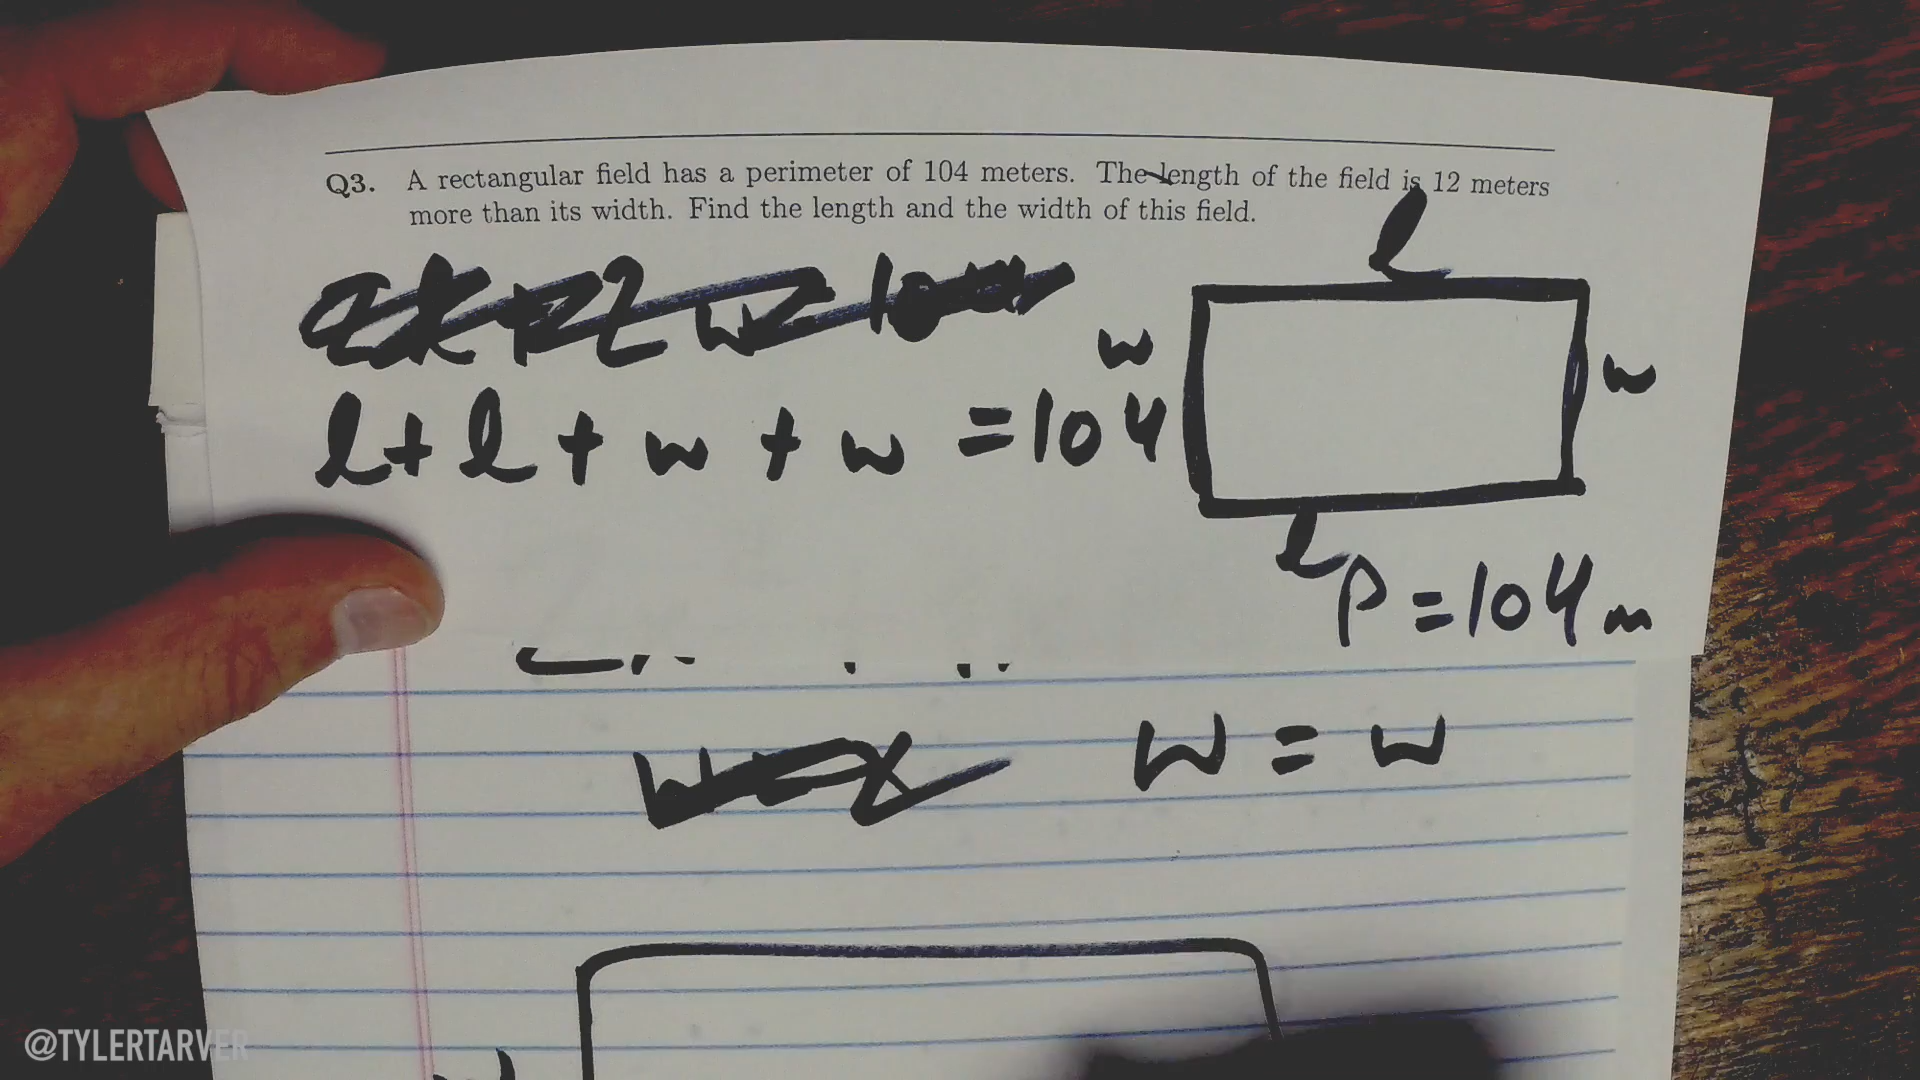 Q3. A rectangular field has a perimeter of 104 meters. The length of the field is 12 meters
more than its width. Find the length and the width of this field.
l
w
w
l + l + w + w = 104
l
P = 104 m
W = w
@TYLERTARVER